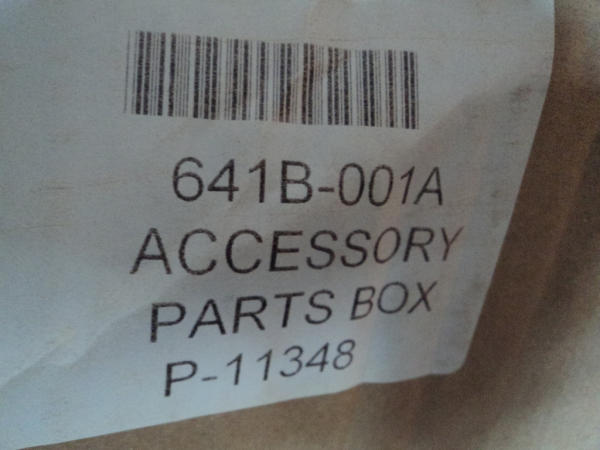 641B-001A
ACCESSORY
PARTS BOX
P-11348